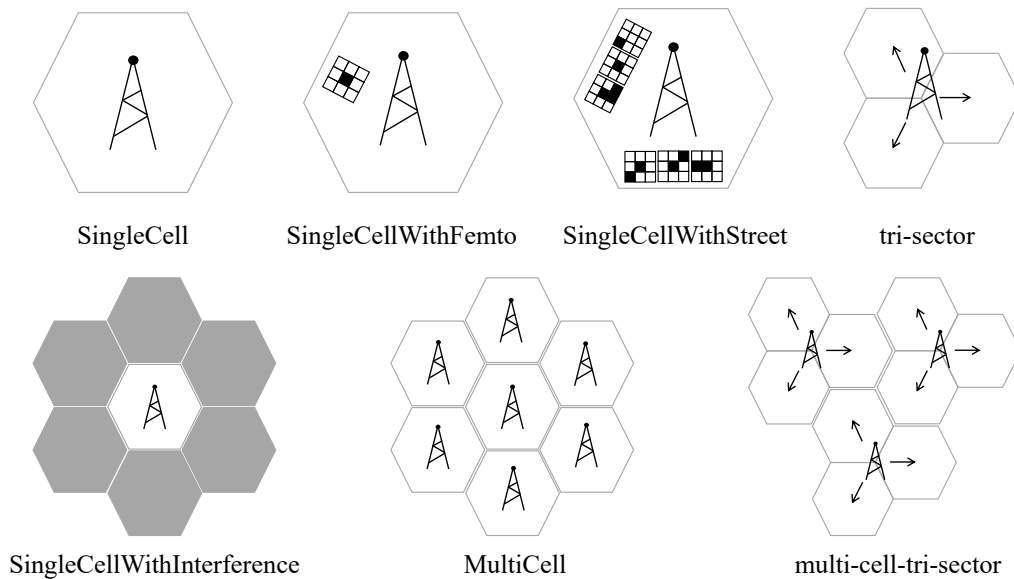 SingleCell
SingleCellWithFemto
SingleCellWithStreet
tri-sector
SingleCellWithInterference
MultiCell
multi-cell-tri-sector